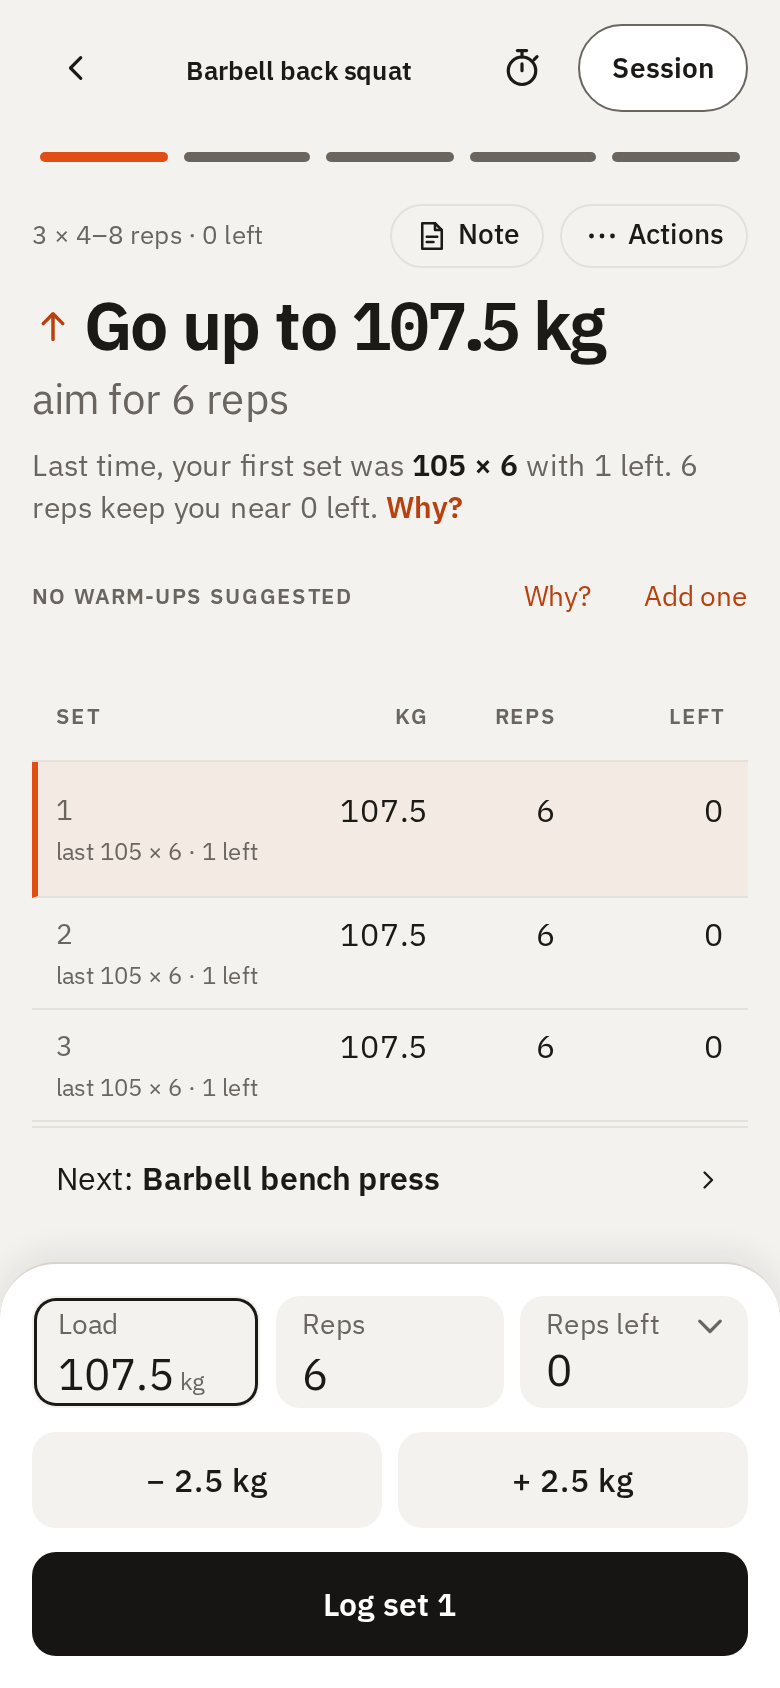 Barbell back squat
Session
3 × 4–8 reps · 0 left
Note
Actions
↑ Go up to 107.5 kg
aim for 6 reps
Last time, your first set was 105 × 6 with 1 left. 6
reps keep you near 0 left. Why?
NO WARM-UPS SUGGESTED Why? Add one
SET KG REPS LEFT
1 107.5 6 0
last 105 × 6 · 1 left
2 107.5 6 0
last 105 × 6 · 1 left
3 107.5 6 0
last 105 × 6 · 1 left
Next: Barbell bench press
Load Reps Reps left
107.5 kg 6 0
– 2.5 kg + 2.5 kg
Log set 1